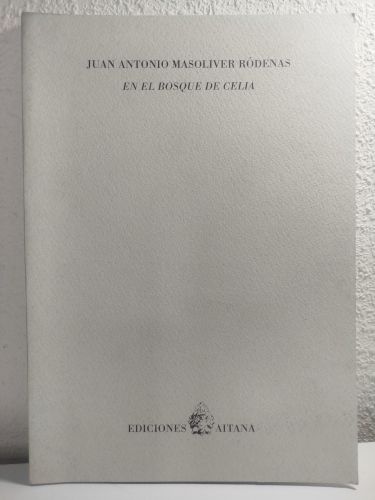 JUAN ANTONIO MASOLIVER RÓDENAS
EN EL BOSQUE DE CELIA
EDICIONES AITANA